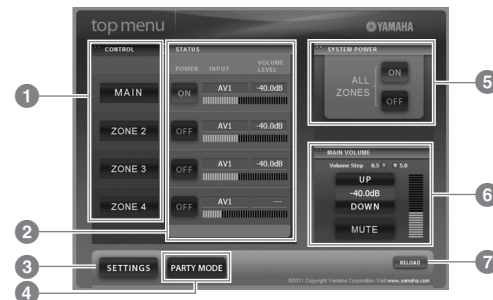 top menu
YAMAHA
CONTROL
MAIN
ZONE 2
ZONE 3
ZONE 4
STATUS
POWER INPUT VOLUME LEVEL
ON AV1 -40.0dB
OFF AV1 -40.0dB
OFF AV1 -40.0dB
OFF AV1 ---
SYSTEM POWER
ALL ZONES
ON
OFF
MAIN VOLUME
Volume Step 0.5 5.0
UP
-40.0dB
DOWN
MUTE
SETTINGS
PARTY MODE
RELOAD
©2011 Copyright Yamaha Corporation Visit www.yamaha.com
1
2
3
4
5
6
7